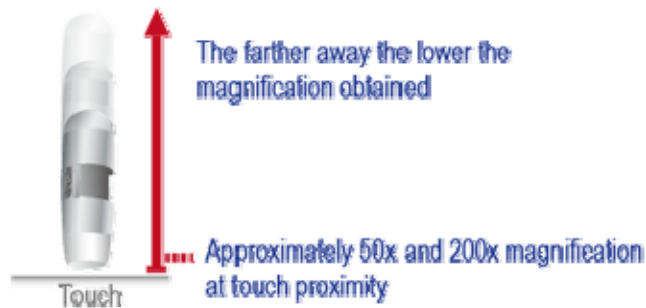 The farther away the lower the
magnification obtained
Approximately 50x and 200x magnification
at touch proximity
Touch